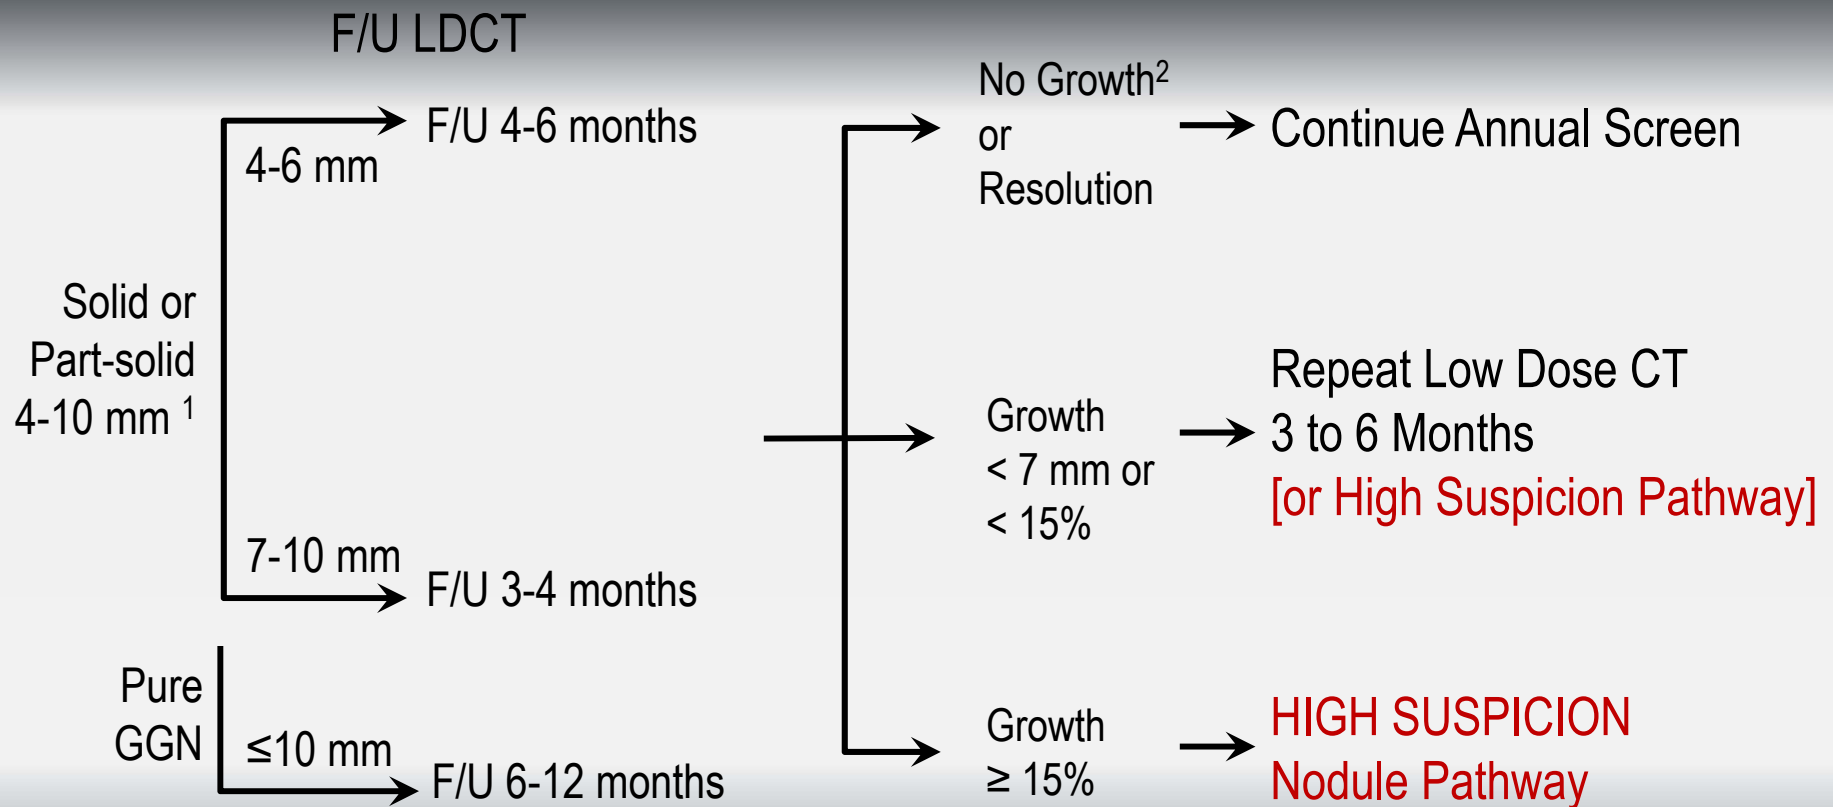 F/U LDCT
4-6 mm
F/U 4-6 months
Solid or
Part-solid
4-10 mm ¹
7-10 mm
F/U 3-4 months
Pure
GGN
≤10 mm
F/U 6-12 months
No Growth²
or
Resolution
Continue Annual Screen
Growth
< 7 mm or
< 15%
Repeat Low Dose CT
3 to 6 Months
[or High Suspicion Pathway]
Growth
≥ 15%
HIGH SUSPICION
Nodule Pathway